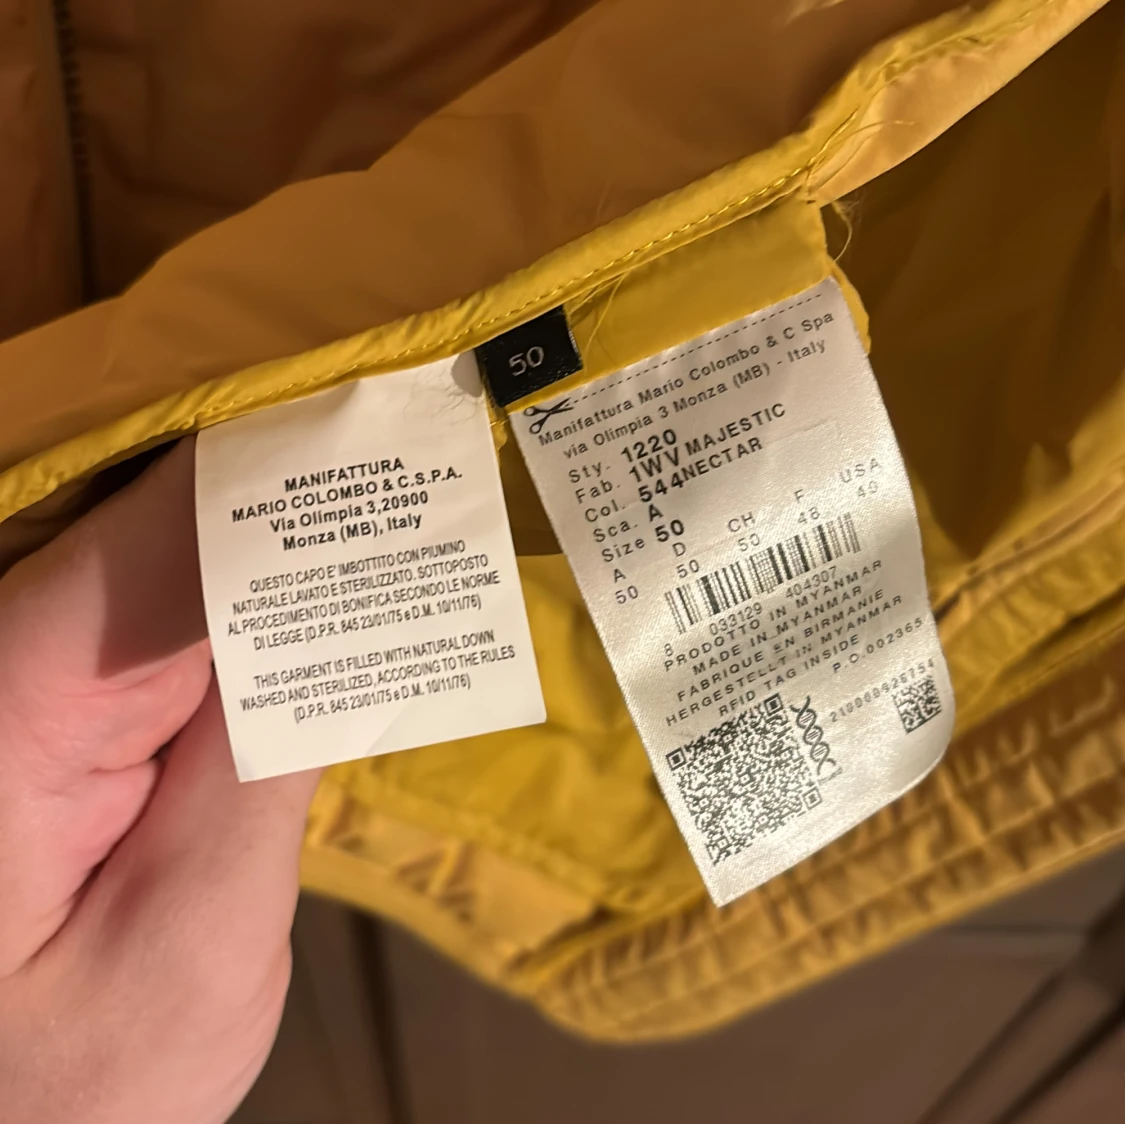 50
MANIFATTURA
MARIO COLOMBO & C.S.P.A.
Via Olimpia 3,20900
Monza (MB), Italy
QUESTO CAPO E' IMBOTTITO CON PIUMINO
NATURALE LAVATO E STERILIZZATO. SOTTOPOSTO
AL PROCEDIMENTO DI BONIFICA SECONDO LE NORME
DI LEGGE (D.P.R. 845 23/01/75 e D.M. 10/11/76)
THIS GARMENT IS FILLED WITH NATURAL DOWN
WASHED AND STERILIZED, ACCORDING TO THE RULES
(D.P.R. 845 23/01/75 e D.M. 10/11/76)
Manifattura Mario Colombo & C Spa
via Olimpia 3 Monza (MB) - Italy
Sty. 1220
Fab. 1WV MAJESTIC
Col. 544NECTAR
Sca. A
Size 50
A D CH F USA
50 50 50 48 40
8 033129 404307
PRODOTTO IN MYANMAR
MADE IN MYANMAR
FABRIQUE EN BIRMANIE
HERGESTELLT IN MYANMAR
RFID TAG INSIDE
P.O.002365